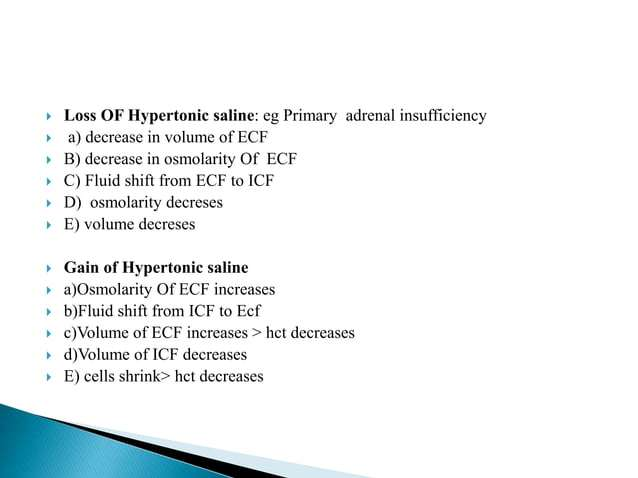 Loss OF Hypertonic saline: eg Primary adrenal insufficiency
a) decrease in volume of ECF
B) decrease in osmolarity Of ECF
C) Fluid shift from ECF to ICF
D) osmolarity decreses
E) volume decreses
Gain of Hypertonic saline
a)Osmolarity Of ECF increases
b)Fluid shift from ICF to Ecf
c)Volume of ECF increases > hct decreases
d)Volume of ICF decreases
E) cells shrink> hct decreases